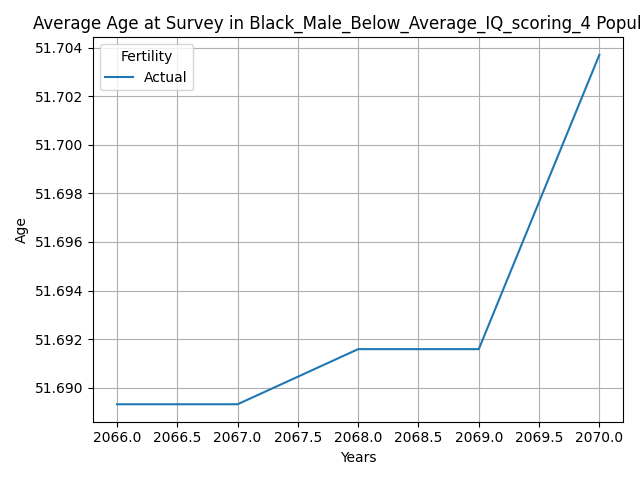 Average Age at Survey in Black_Male_Below_Average_IQ_scoring_4 Popul
Fertility
Actual
51.704
51.702
51.700
51.698
51.696
51.694
51.692
51.690
Age
2066.0 2066.5 2067.0 2067.5 2068.0 2068.5 2069.0 2069.5 2070.0
Years